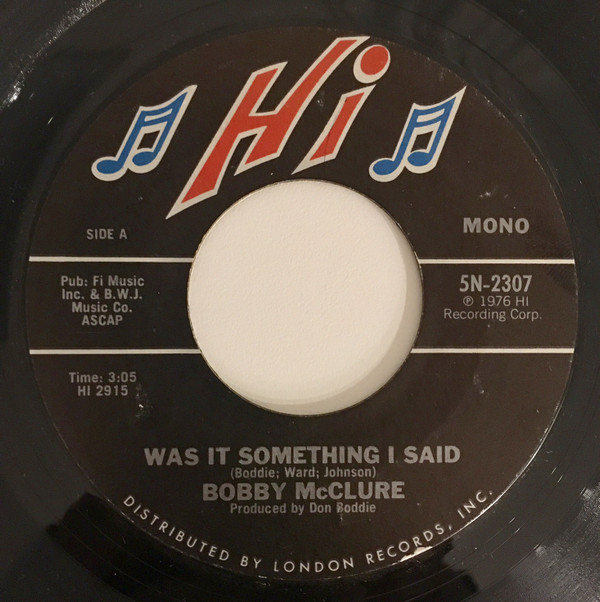 Hi
SIDE A
MONO
Pub: Fi Music
Inc. & B.W.J.
Music Co.
ASCAP
5N-2307
℗ 1976 HI
Recording Corp.
Time: 3:05
HI 2915
WAS IT SOMETHING I SAID
(Boddie; Ward; Johnson)
BOBBY McCLURE
Produced by Don Boddie
DISTRIBUTED BY LONDON RECORDS, INC.